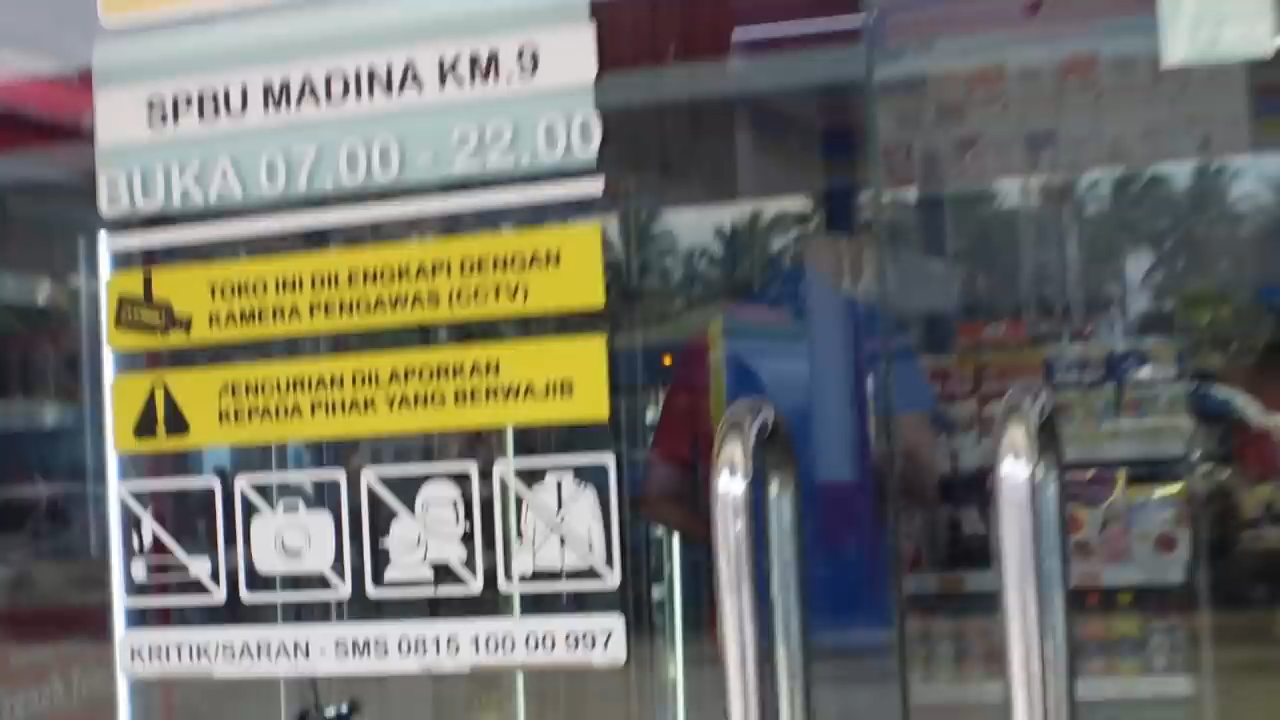 SPBU MADINA KM.9
BUKA 07.00 - 22.00
TOKO INI DILENGKAPI DENGAN
KAMERA PENGAWAS (CCTV)
PENCURIAN DILAPORKAN
KEPADA PIHAK YANG BERWAJIB
KRITIK/SARAN - SMS 0815 100 00 997